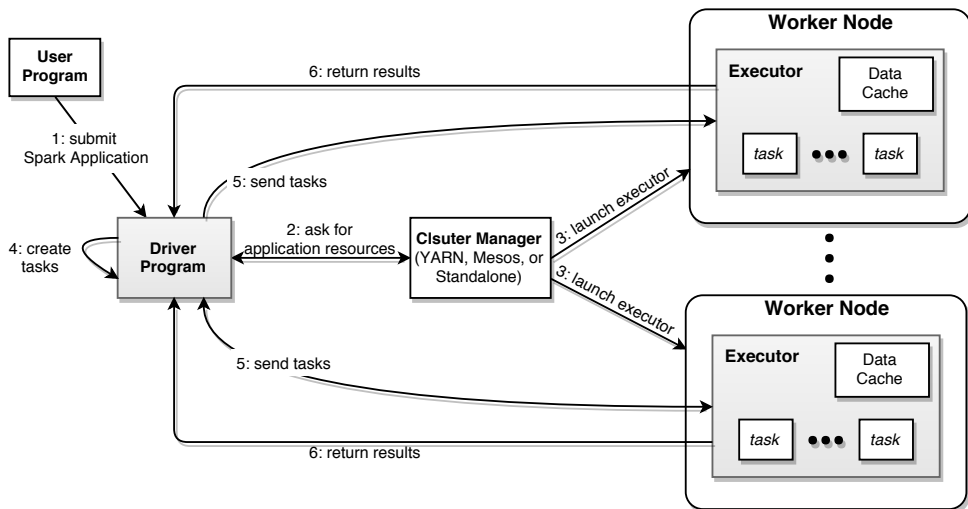 Worker Node
User
Program
6: return results
Executor
Data
Cache
1: submit
Spark Application
task
task
5: send tasks
3: launch executor
4: create
tasks
Driver
Program
2: ask for
application resources
Clsuter Manager
(YARN, Mesos, or
Standalone)
3: launch executor
Worker Node
Executor
Data
Cache
5: send tasks
task
task
6: return results